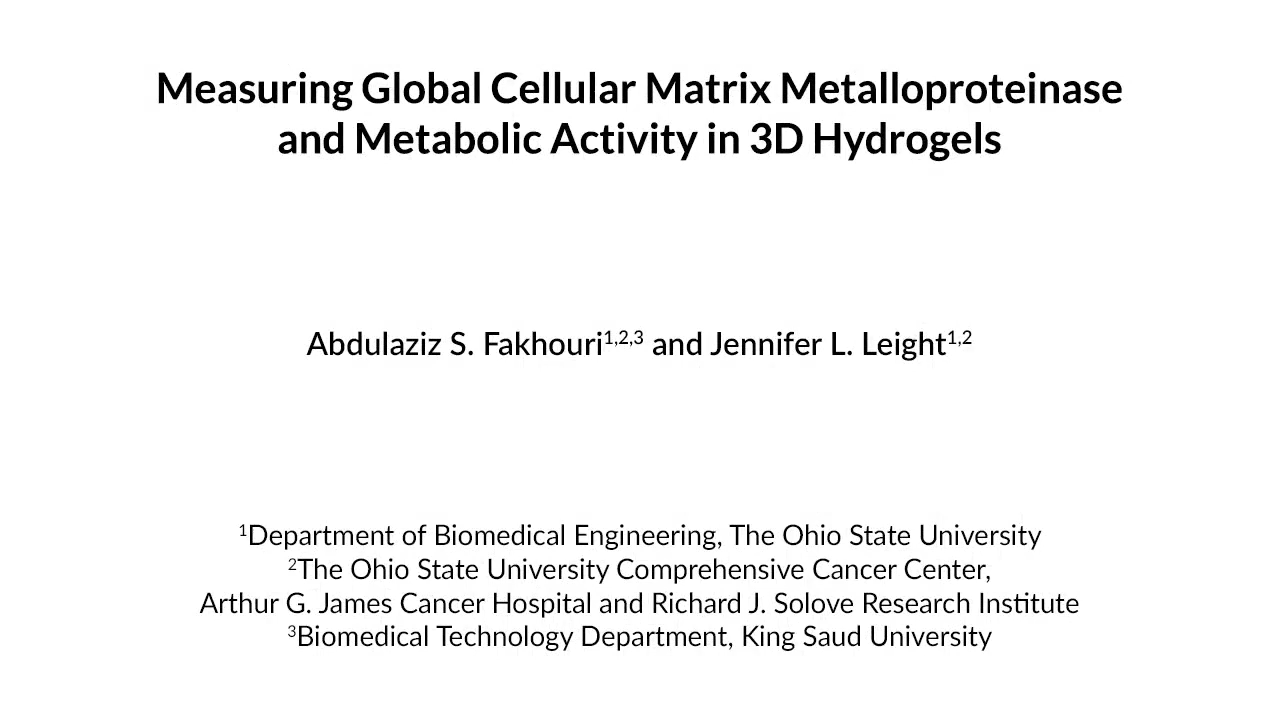 Measuring Global Cellular Matrix Metalloproteinase
and Metabolic Activity in 3D Hydrogels
Abdulaziz S. Fakhouri1,2,3 and Jennifer L. Leight1,2
1Department of Biomedical Engineering, The Ohio State University
2The Ohio State University Comprehensive Cancer Center,
Arthur G. James Cancer Hospital and Richard J. Solove Research Institute
3Biomedical Technology Department, King Saud University